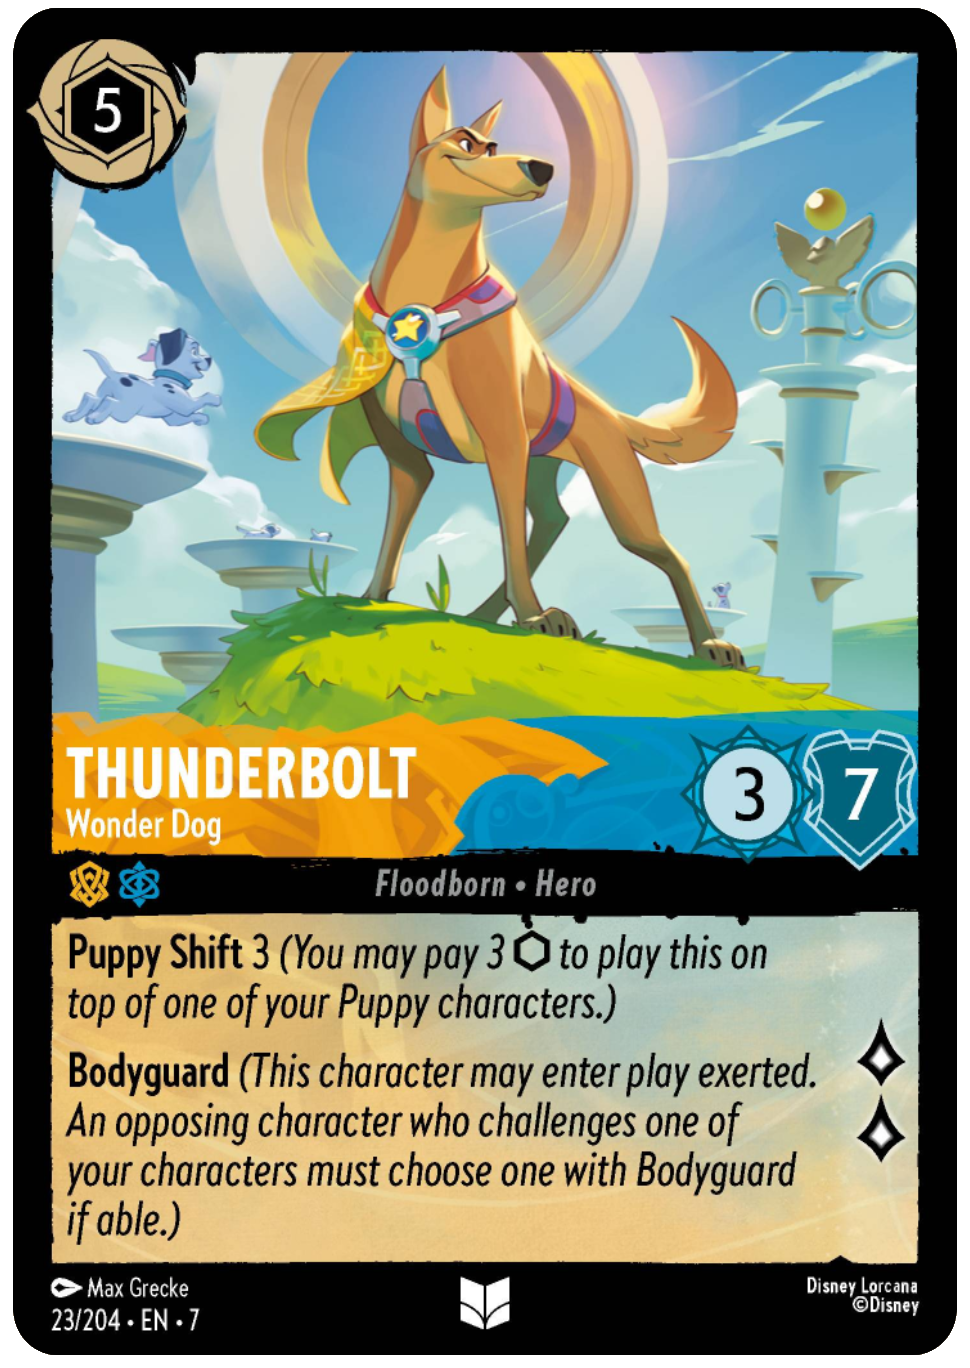 5
THUNDERBOLT
Wonder Dog
3
7
Floodborn • Hero
Puppy Shift 3 (You may pay 3 ⬡ to play this on
top of one of your Puppy characters.)
Bodyguard (This character may enter play exerted.
An opposing character who challenges one of
your characters must choose one with Bodyguard
if able.)
Max Grecke
23/204 • EN • 7
Disney Lorcana
©Disney